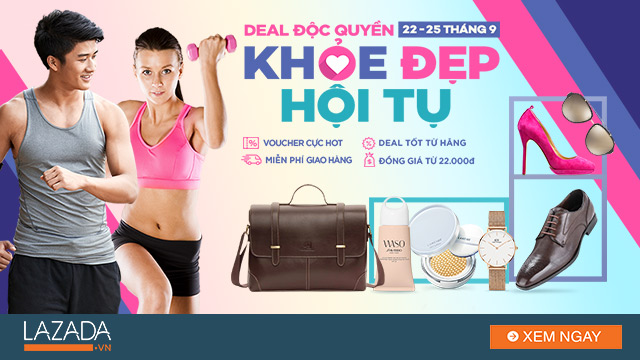 DEAL ĐỘC QUYỀN 22 - 25 THÁNG 9
KHỎE ĐẸP
HỘI TỤ
VOUCHER CỰC HOT
DEAL TỐT TỪ HÃNG
MIỄN PHÍ GIAO HÀNG
ĐỒNG GIÁ TỪ 22.000đ
WASO
SHISEIDO
LAZADA
.VN
XEM NGAY